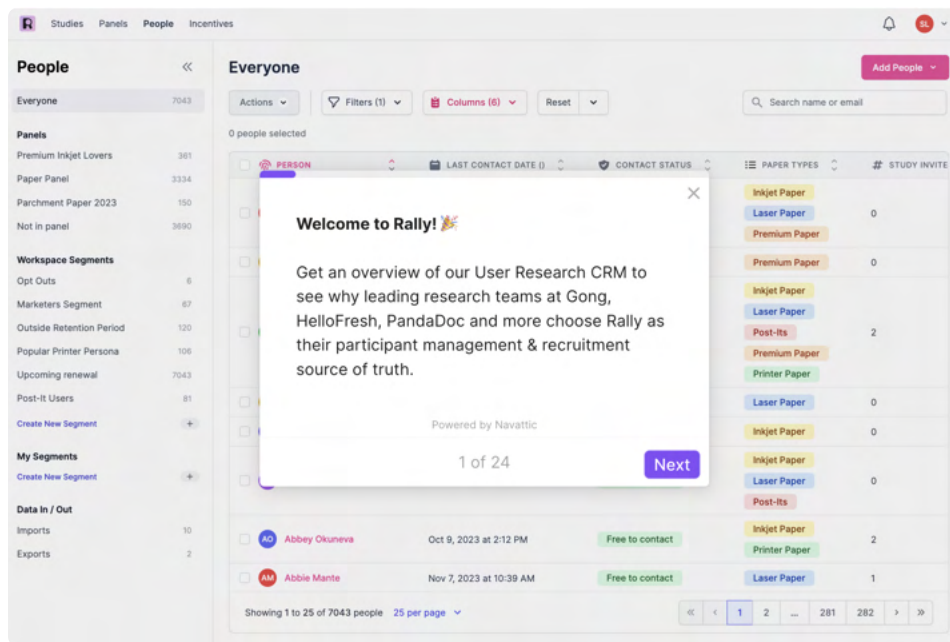 R Studies Panels People Incentives SL
People
Everyone 7043
Panels
Premium Inkjet Lovers 361
Paper Panel 3334
Parchment Paper 2023 150
Not in panel 3690
Workspace Segments
Opt Outs 6
Marketers Segment 67
Outside Retention Period 120
Popular Printer Persona 106
Upcoming renewal 7043
Post-It Users 81
Create New Segment +
My Segments
Create New Segment +
Data In / Out
Imports 10
Exports 2
Everyone Add People
Actions Filters (1) Columns (6) Reset Search name or email
0 people selected
PERSON LAST CONTACT DATE () CONTACT STATUS PAPER TYPES # STUDY INVITE
Inkjet Paper
Laser Paper 0
Premium Paper
Premium Paper 0
Inkjet Paper
Laser Paper
Post-Its 2
Premium Paper
Printer Paper
Laser Paper 0
Inkjet Paper 0
Inkjet Paper
Laser Paper 0
Post-Its
Welcome to Rally! 🎉
Get an overview of our User Research CRM to
see why leading research teams at Gong,
HelloFresh, PandaDoc and more choose Rally as
their participant management & recruitment
source of truth.
Powered by Navattic
1 of 24 Next
Inkjet Paper
AO Abbey Okuneva Oct 9, 2023 at 2:12 PM Free to contact 2
Printer Paper
AM Abbie Mante Nov 7, 2023 at 10:39 AM Free to contact Laser Paper 1
Showing 1 to 25 of 7043 people 25 per page « ‹ 1 2 ... 281 282 › »